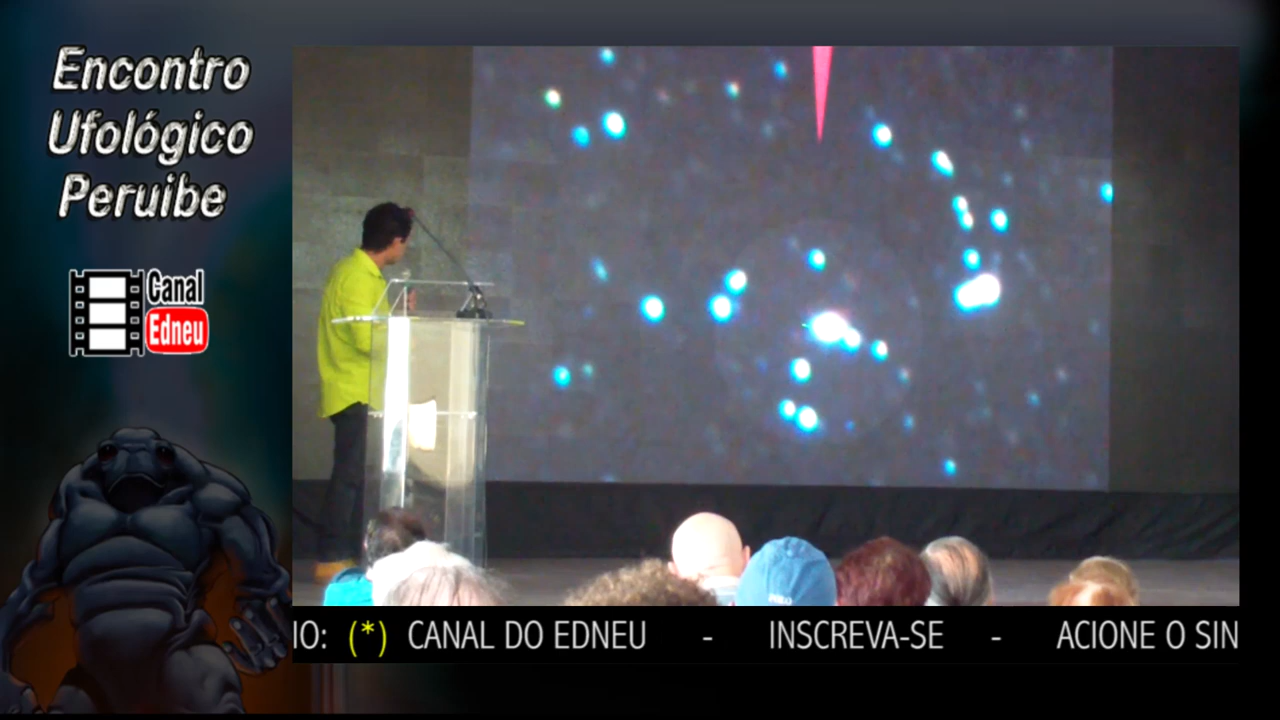 Encontro
Ufológico
Peruibe
Canal
Edneu
IO: (*) CANAL DO EDNEU - INSCREVA-SE - ACIONE O SIN